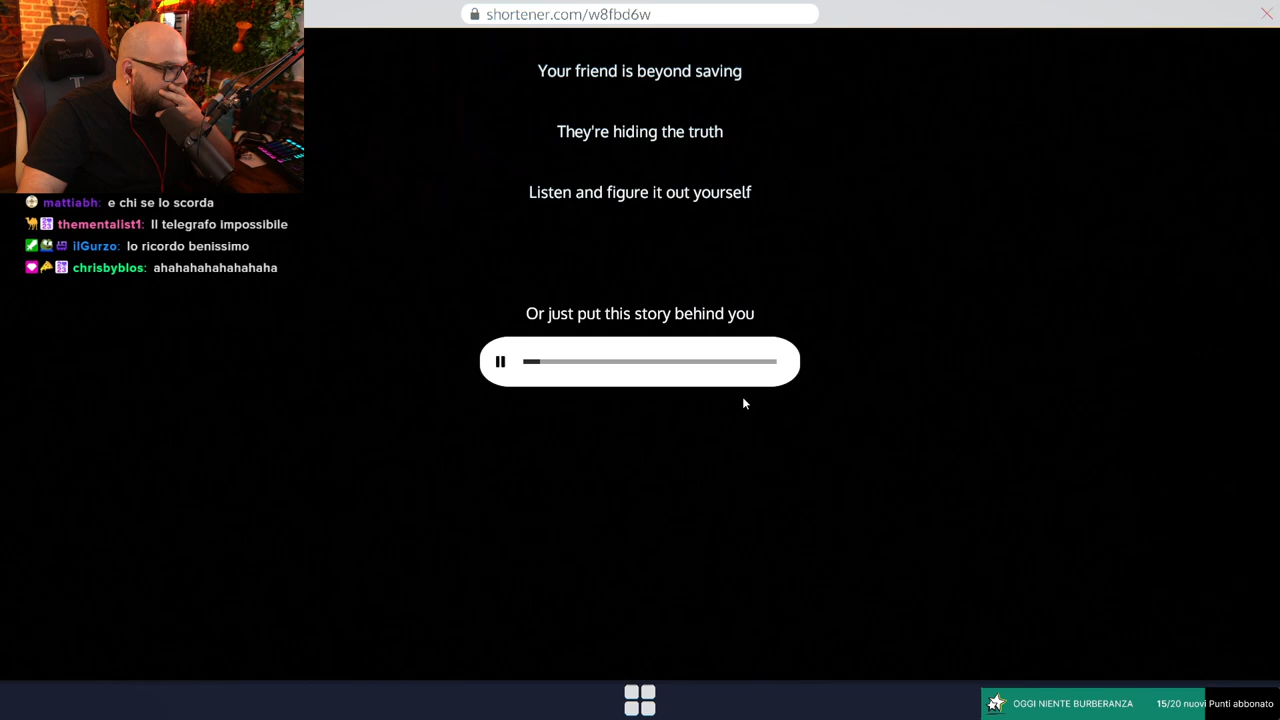 shortener.com/w8fbd6w
Your friend is beyond saving
They're hiding the truth
Listen and figure it out yourself
Or just put this story behind you
mattiabh: e chi se lo scorda
thementalist1: Il telegrafo impossibile
ilGurzo: lo ricordo benissimo
chrisbyblos: ahahahahahahahaha
OGGI NIENTE BURBERANZA 15/20 nuovi Punti abbonato